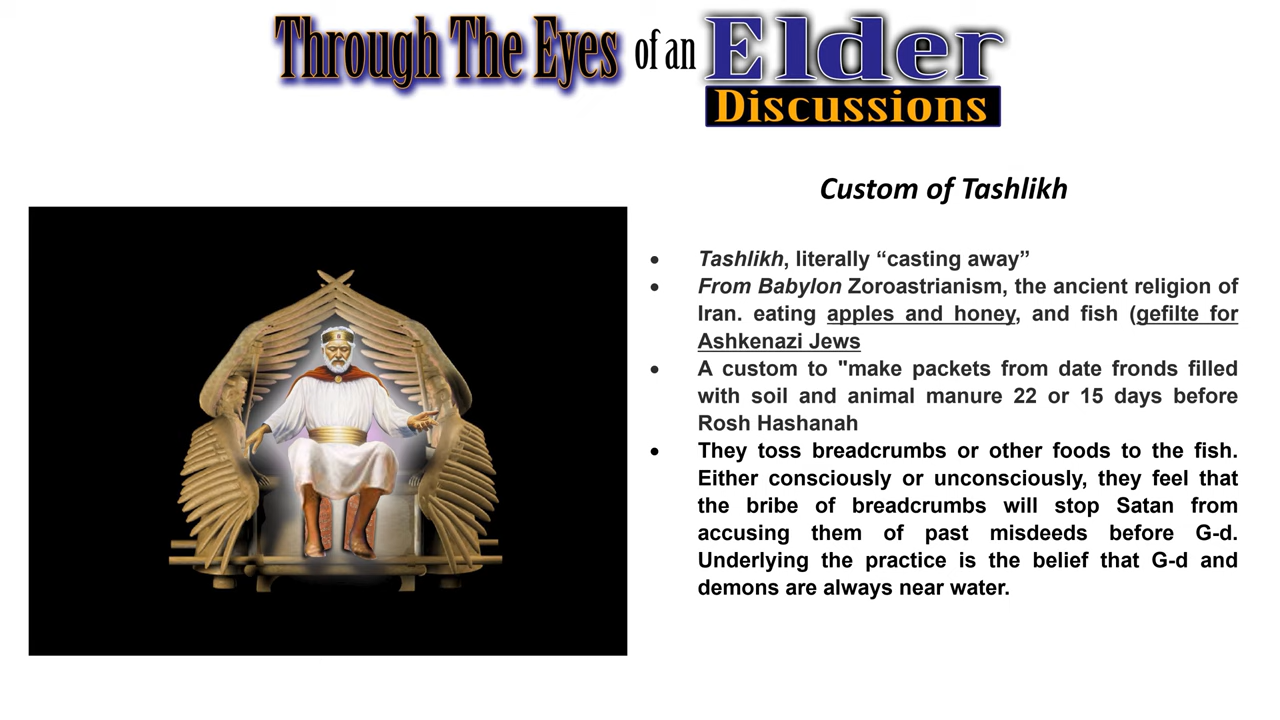 Through The Eyes of an Elder
Discussions
Custom of Tashlikh
• Tashlikh, literally “casting away”
• From Babylon Zoroastrianism, the ancient religion of
Iran. eating apples and honey, and fish (gefilte for
Ashkenazi Jews
• A custom to "make packets from date fronds filled
with soil and animal manure 22 or 15 days before
Rosh Hashanah
• They toss breadcrumbs or other foods to the fish.
Either consciously or unconsciously, they feel that
the bribe of breadcrumbs will stop Satan from
accusing them of past misdeeds before G-d.
Underlying the practice is the belief that G-d and
demons are always near water.